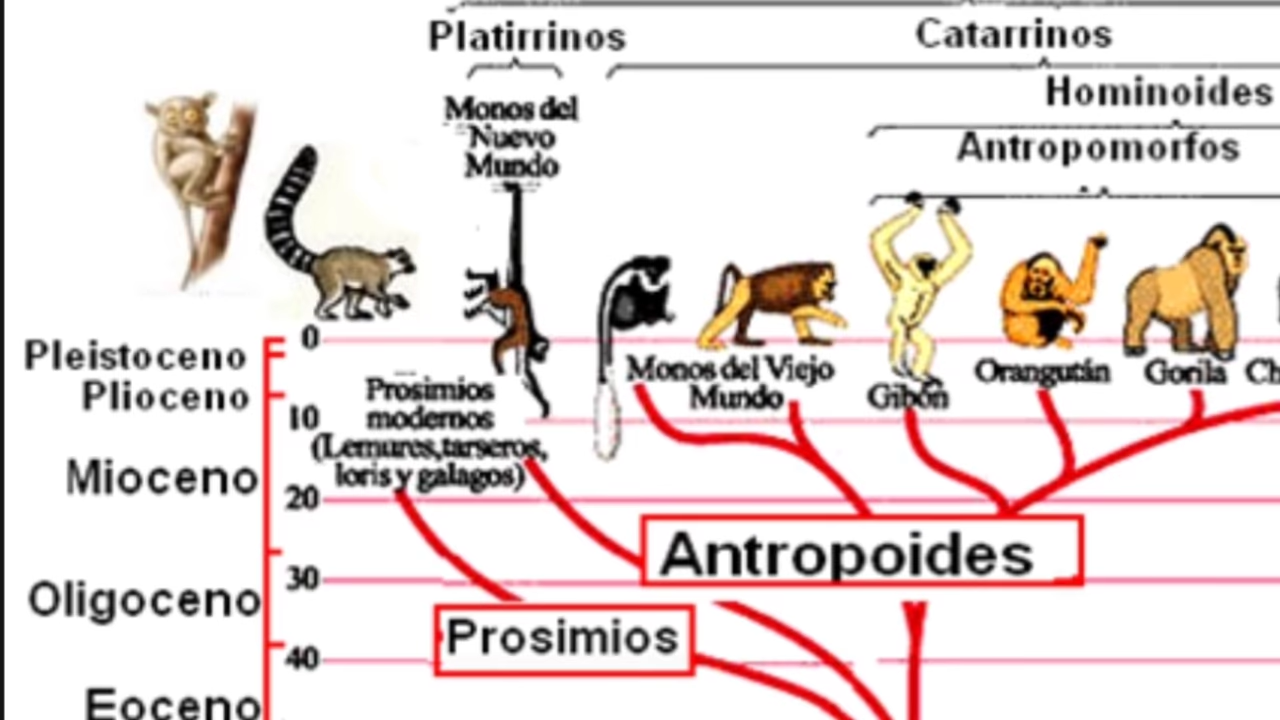 Platirrinos
Catarrinos
Hominoides
Antropomorfos
Monos del
Nuevo
Mundo
Pleistoceno
Plioceno
Mioceno
Oligoceno
Eoceno
0
10
20
30
40
Prosimios
modernos
(Lemures,tarseros,
loris y galagos)
Monos del Viejo
Mundo
Gibón
Orangután
Gorila
Ch
Antropoides
Prosimios